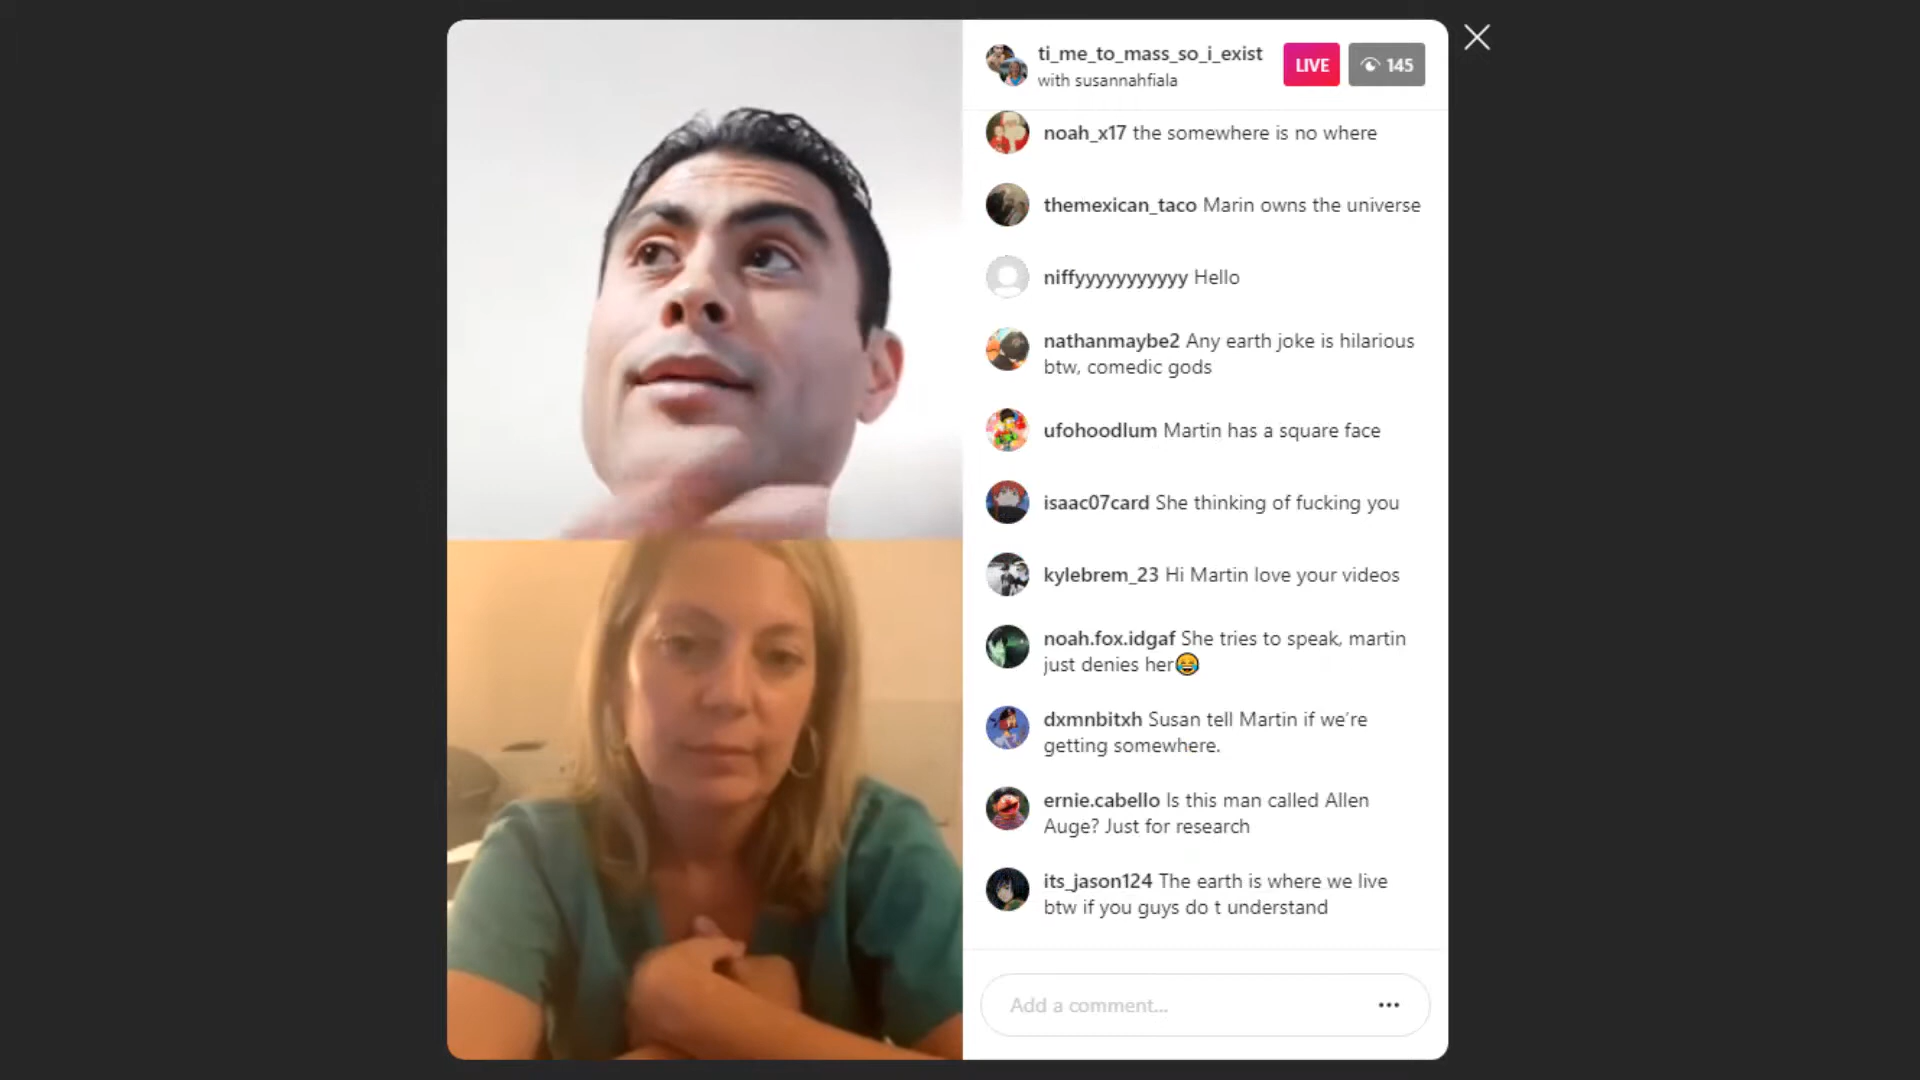 ti_me_to_mass_so_i_exist
with susannahfiala
LIVE
145
noah_x17 the somewhere is no where
themexican_taco Marin owns the universe
niffyyyyyyyyyyy Hello
nathanmaybe2 Any earth joke is hilarious
btw, comedic gods
ufohoodlum Martin has a square face
isaac07card She thinking of fucking you
kylebrem_23 Hi Martin love your videos
noah.fox.idgaf She tries to speak, martin
just denies her😂
dxmnbitxh Susan tell Martin if we’re
getting somewhere.
ernie.cabello Is this man called Allen
Auge? Just for research
its_jason124 The earth is where we live
btw if you guys do t understand
Add a comment...